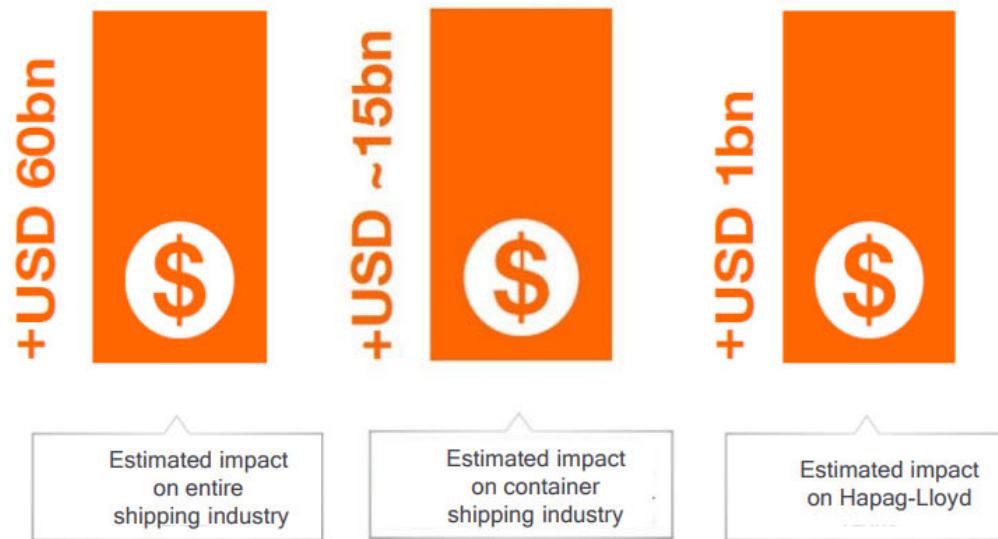 +USD 60bn
$
Estimated impact
on entire
shipping industry
+USD ~15bn
$
Estimated impact
on container
shipping industry
+USD 1bn
$
Estimated impact
on Hapag-Lloyd